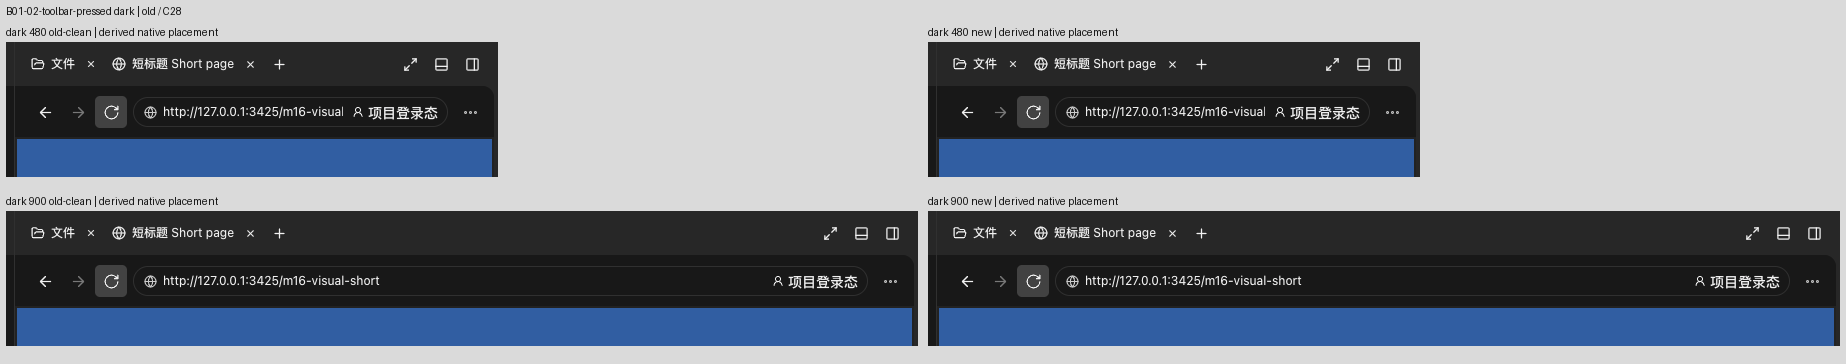 B01-02-toolbar-pressed dark | old / C28
dark 480 old-clean | derived native placement
文件 × 短标题 Short page × +
http://127.0.0.1:3425/m16-visual 项目登录态 ...
dark 480 new | derived native placement
文件 × 短标题 Short page × +
http://127.0.0.1:3425/m16-visual 项目登录态 ...
dark 900 old-clean | derived native placement
文件 × 短标题 Short page × +
http://127.0.0.1:3425/m16-visual-short 项目登录态 ...
dark 900 new | derived native placement
文件 × 短标题 Short page × +
http://127.0.0.1:3425/m16-visual-short 项目登录态 ...